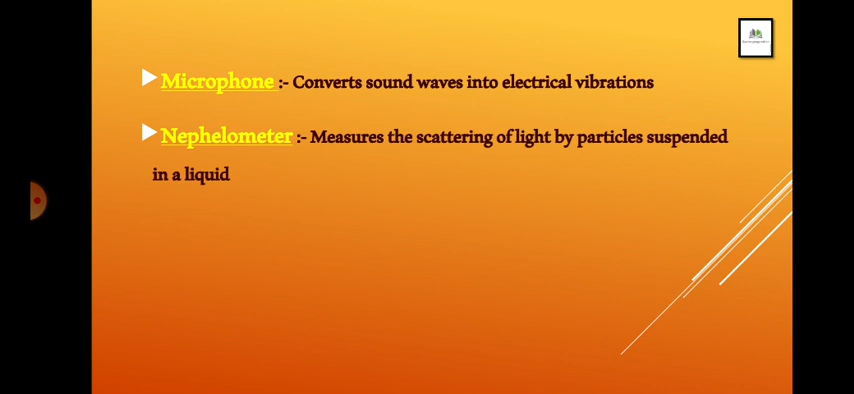 Microphone :- Converts sound waves into electrical vibrations
Nephelometer :- Measures the scattering of light by particles suspended
in a liquid